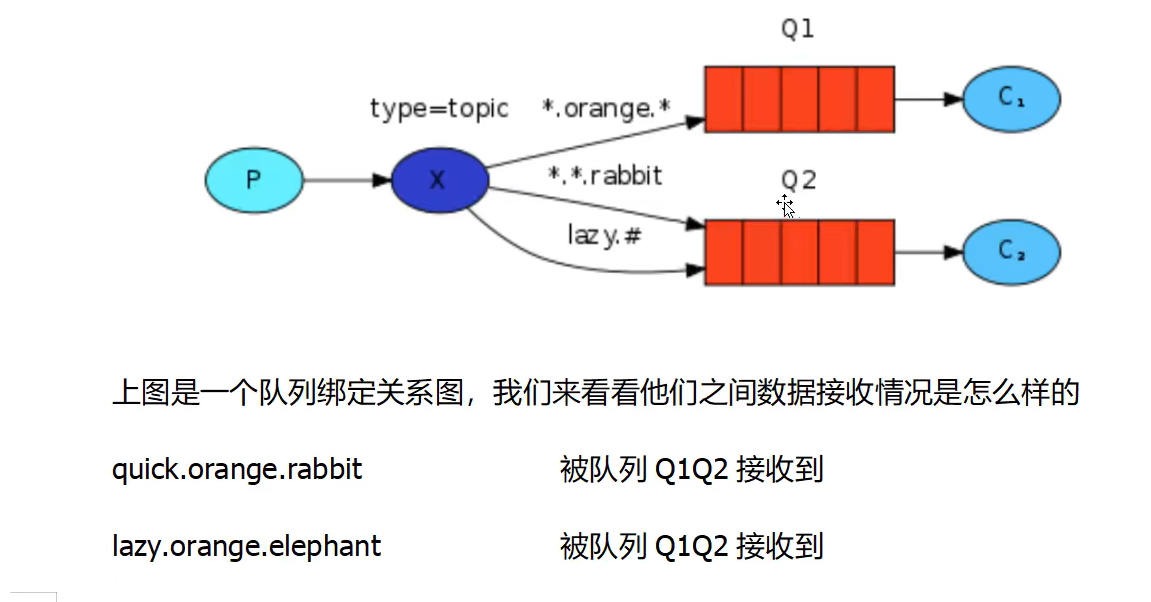 Q1
type=topic *.orange.*
C₁
P
X
*.*.rabbit
Q2
lazy.#
C₂
上图是一个队列绑定关系图，我们来看看他们之间数据接收情况是怎么样的
quick.orange.rabbit 被队列 Q1Q2 接收到
lazy.orange.elephant 被队列 Q1Q2 接收到